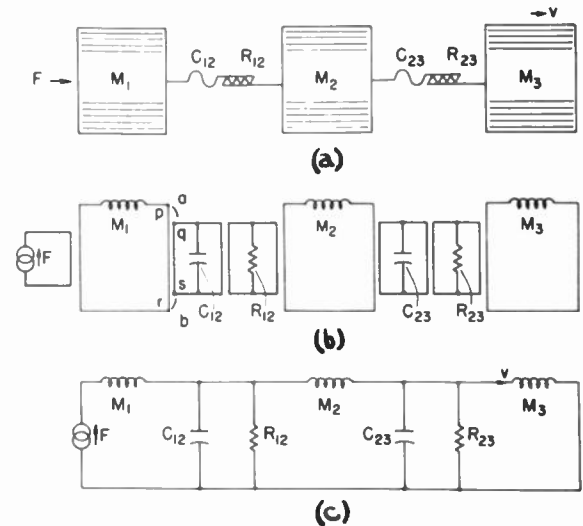 v
C12 R12 C23 R23
F M1 M2 M3
(a)
a
p
M1 q M2 M3
F
s
r
b C12 R12 C23 R23
(b)
v
M1 M2 M3
F C12 R12 C23 R23
(c)